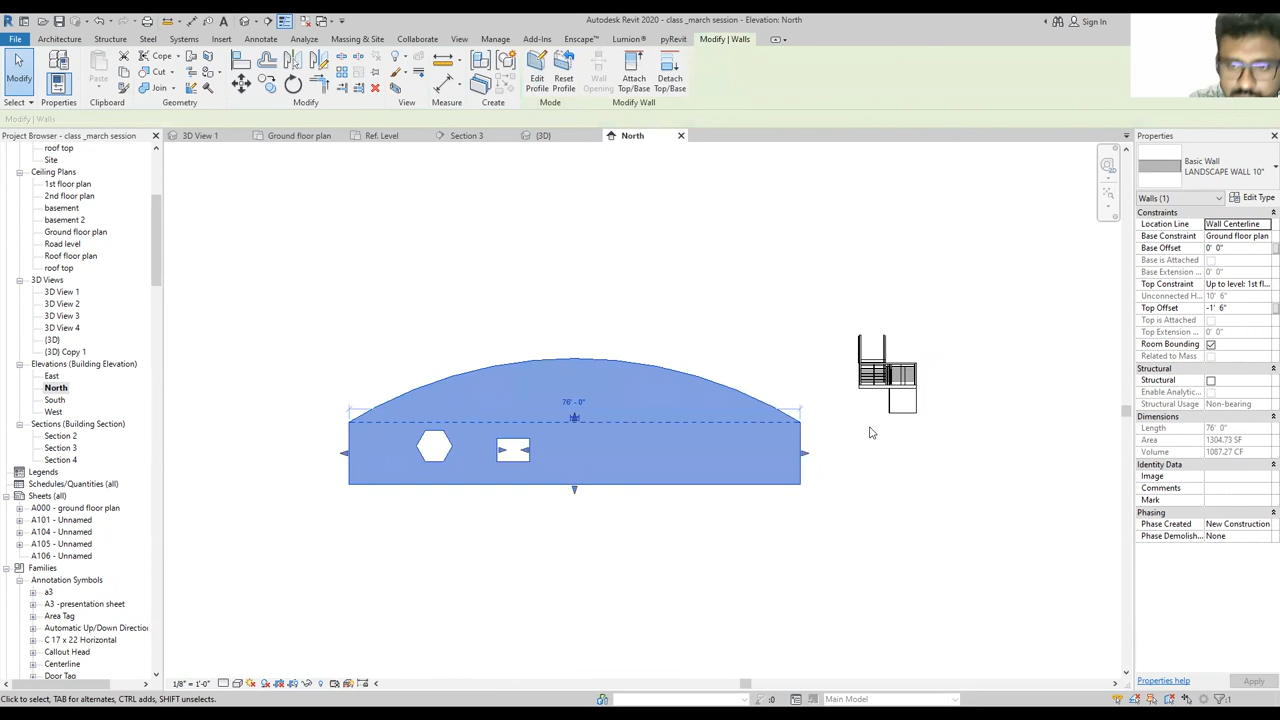 Autodesk Revit 2020 - class _march session - Elevation: North
Sign In
File Architecture Structure Steel Systems Insert Annotate Analyze Massing & Site Collaborate View Manage Add-Ins Enscape™ Lumion® pyRevit Modify | Walls
Modify
Select
Properties
Paste
Clipboard
Cope
Cut
Join
Geometry
Modify
View
Measure
Create
Edit Profile
Reset Profile
Mode
Wall Opening
Attach Top/Base
Detach Top/Base
Modify Wall
Modify | Walls
Project Browser - class _march session
3D View 1
Ground floor plan
Ref. Level
Section 3
{3D}
North
roof top
Site
Ceiling Plans
1st floor plan
2nd floor plan
basement
basement 2
Ground floor plan
Road level
Roof floor plan
roof top
3D Views
3D View 1
3D View 2
3D View 3
3D View 4
{3D}
{3D} Copy 1
Elevations (Building Elevation)
East
North
South
West
Sections (Building Section)
Section 2
Section 3
Section 4
Legends
Schedules/Quantities (all)
Sheets (all)
A000 - ground floor plan
A101 - Unnamed
A104 - Unnamed
A105 - Unnamed
A106 - Unnamed
Families
Annotation Symbols
a3
A3 -presentation sheet
Area Tag
Automatic Up/Down Directio
C 17 x 22 Horizontal
Callout Head
Centerline
Door Tag
76' - 0"
Properties
Basic Wall
LANDSCAPE WALL 10"
Walls (1)
Edit Type
Constraints
Location Line Wall Centerline
Base Constraint Ground floor plan
Base Offset 0' 0"
Base is Attached
Base Extension ... 0' 0"
Top Constraint Up to level: 1st fl...
Unconnected H... 10' 6"
Top Offset -1' 6"
Top is Attached
Top Extension ... 0' 0"
Room Bounding
Related to Mass
Structural
Structural
Enable Analytic...
Structural Usage Non-bearing
Dimensions
Length 76' 0"
Area 1304.73 SF
Volume 1087.27 CF
Identity Data
Image
Comments
Mark
Phasing
Phase Created New Construction
Phase Demolish... None
Properties help
Apply
1/8" = 1'-0"
Click to select, TAB for alternates, CTRL adds, SHIFT unselects.
:0
Main Model
:1